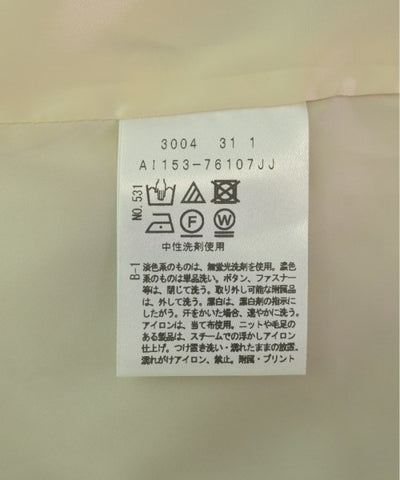 3004 31 1
AI153-76107JJ
NO.531
F W
中性洗剤使用
B-1
淡色系のものは、無蛍光洗剤を使用。濃色
系のものは単品洗い。ボタン、ファスナー
等は、閉じて洗う。取り外し可能な附属品
は、外して洗う。漂白は、漂白剤の指示に
したがう。汗をかいた場合、速やかに洗う。
アイロンは、当て布使用。ニットや毛足の
ある製品は、スチームでの浮かしアイロン
仕上げ。つけ置き洗い・濡れたままの放置、
濡れがけアイロン、禁止。附属・プリント